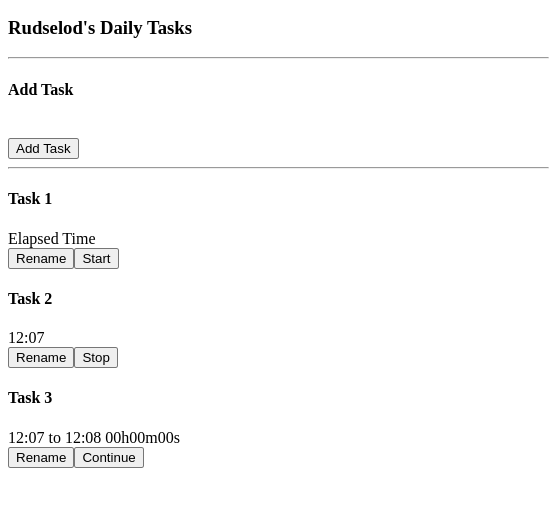 Rudselod's Daily Tasks
Add Task
Add Task
Task 1
Elapsed Time
Rename Start
Task 2
12:07
Rename Stop
Task 3
12:07 to 12:08 00h00m00s
Rename Continue